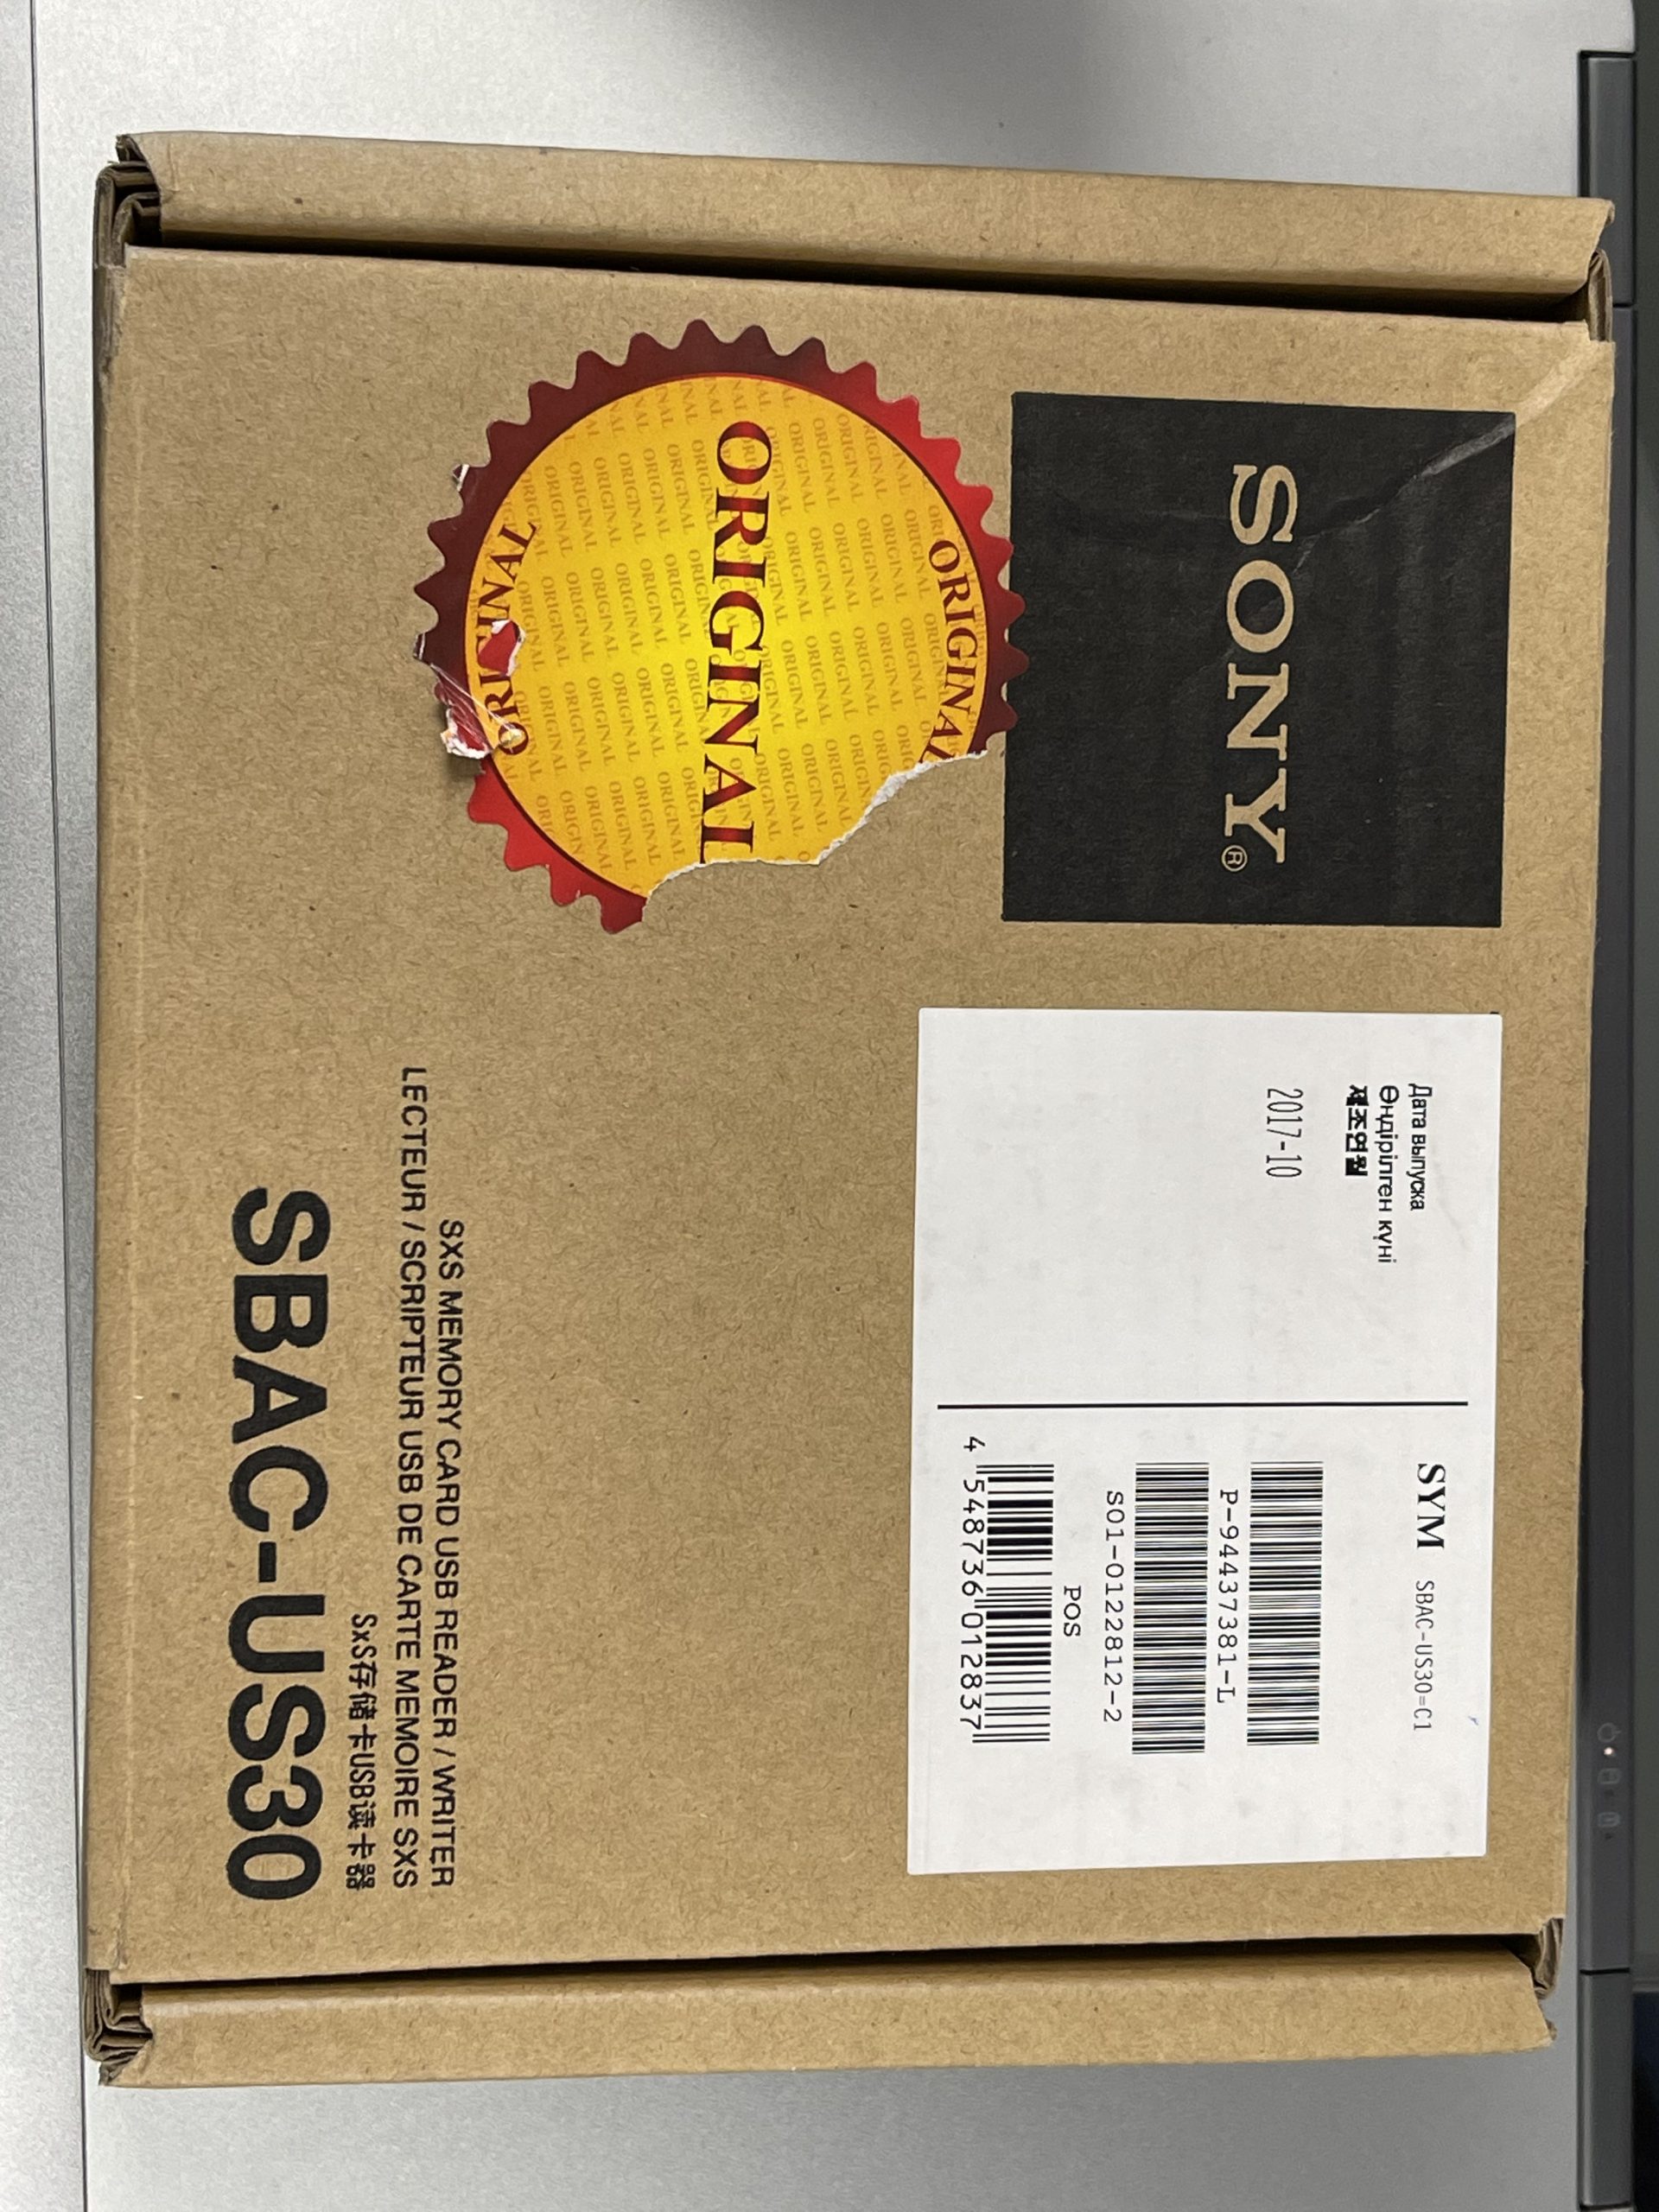 SONY®
ORIGINAL
ORIGINAL
ORIGINAL
Дата выпуска
Өндірілген күні
제조연월
2017-10
SYM SBAC-US30=C1
P-94437381-L
S01-0122812-2
POS
4 548736 012837
SXS MEMORY CARD USB READER / WRITER
LECTEUR / SCRIPTEUR USB DE CARTE MEMOIRE SXS
SxS存储卡USB读卡器
SBAC-US30